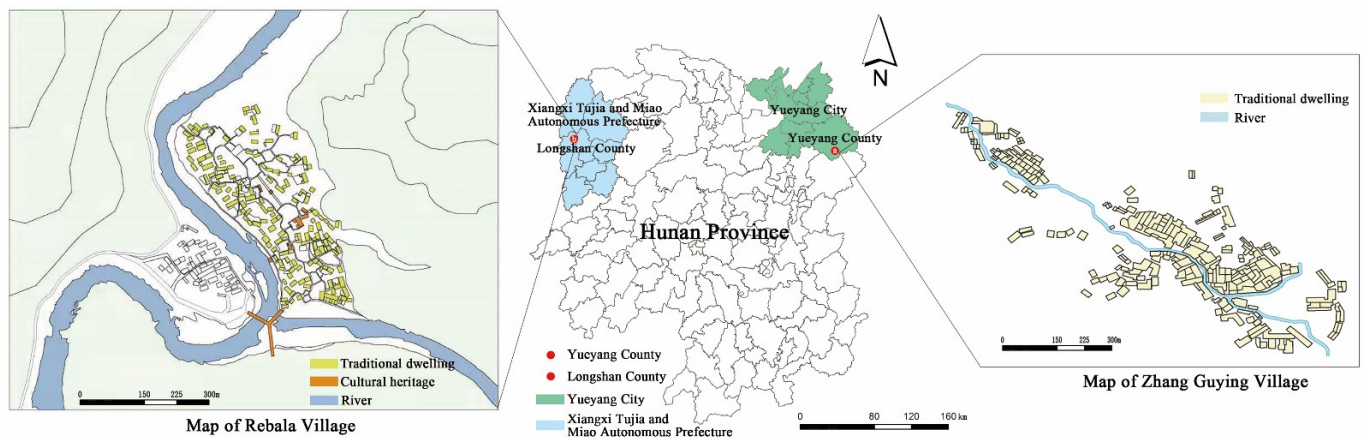 Traditional dwelling
Cultural heritage
River
0 150 225 300m
Map of Rebala Village
Xiangxi Tujia and Miao
Autonomous Prefecture
b
Longshan County
Yueyang City
Yueyang County
a
N
Hunan Province
Yueyang County
Longshan County
Yueyang City
Xiangxi Tujia and
Miao Autonomous Prefecture
0 80 120 160 km
Traditional dwelling
River
0 150 225 300m
Map of Zhang Guying Village